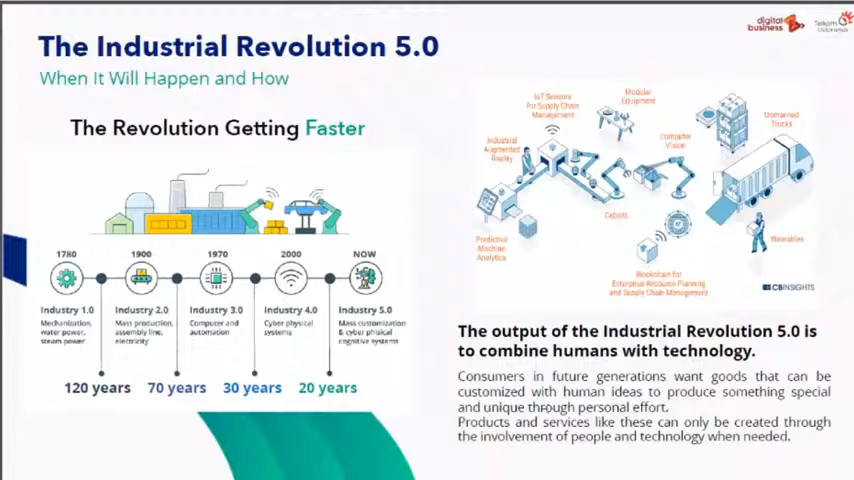 digital
business
Telkom
Indonesia
The Industrial Revolution 5.0
When It Will Happen and How
The Revolution Getting Faster
1780
1900
1970
2000
NOW
Industry 1.0
Industry 2.0
Industry 3.0
Industry 4.0
Industry 5.0
Mechanization,
water power,
steam power
Mass production,
assembly line,
electricity
Computer and
automation
Cyber physical
systems
Mass customization
& cyber phisical
cognitive systems
120 years
70 years
30 years
20 years
IoT Sensors
for Supply Chain
Management
Modular
Equipment
Unmanned
Trucks
Industrial
Augmented
Reality
Computer
Vision
Cobots
Predictive
Machine
Analytics
Wearables
Blockchain for
Enterprise Resource Planning
and Supply Chain Management
CBINSIGHTS
The output of the Industrial Revolution 5.0 is
to combine humans with technology.
Consumers in future generations want goods that can be
customized with human ideas to produce something special
and unique through personal effort.
Products and services like these can only be created through
the involvement of people and technology when needed.